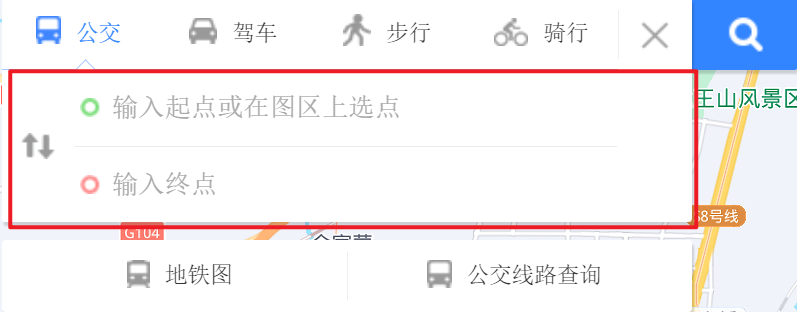 公交 驾车 步行 骑行
输入起点或在图区上选点
王山风景区
输入终点
S8号线
G104
地铁图 公交线路查询